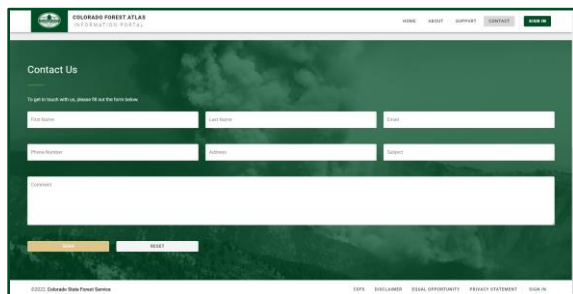 COLORADO FOREST ATLAS
INFORMATION PORTAL
HOME ABOUT SUPPORT CONTACT SIGN IN
Contact Us
To get in touch with us, please fill out the form below.
First Name Last Name Email
Phone Number Address Subject
Comment
SEND RESET
©2022, Colorado State Forest Service
CSFS DISCLAIMER EQUAL OPPORTUNITY PRIVACY STATEMENT SIGN IN